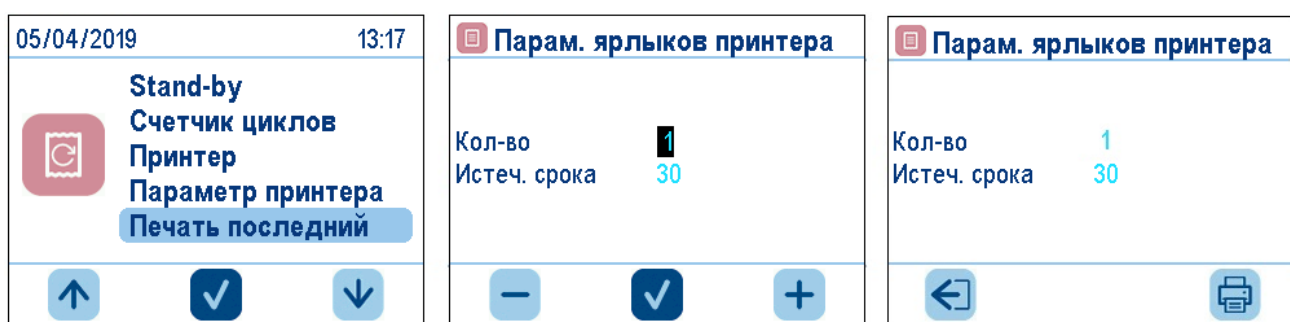 05/04/2019 13:17
Stand-by
Счетчик циклов
Принтер
Параметр принтера
Печать последний
Парам. ярлыков принтера
Кол-во 1
Истеч. срока 30
Парам. ярлыков принтера
Кол-во 1
Истеч. срока 30